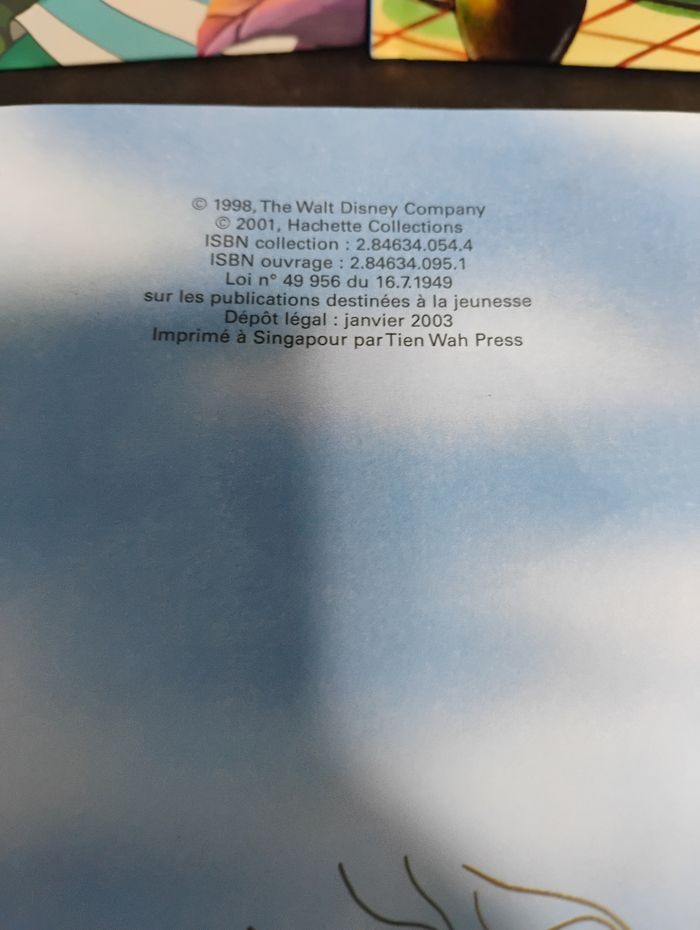 © 1998, The Walt Disney Company
© 2001, Hachette Collections
ISBN collection : 2.84634.054.4
ISBN ouvrage : 2.84634.095.1
Loi n° 49 956 du 16.7.1949
sur les publications destinées à la jeunesse
Dépôt légal : janvier 2003
Imprimé à Singapour par Tien Wah Press